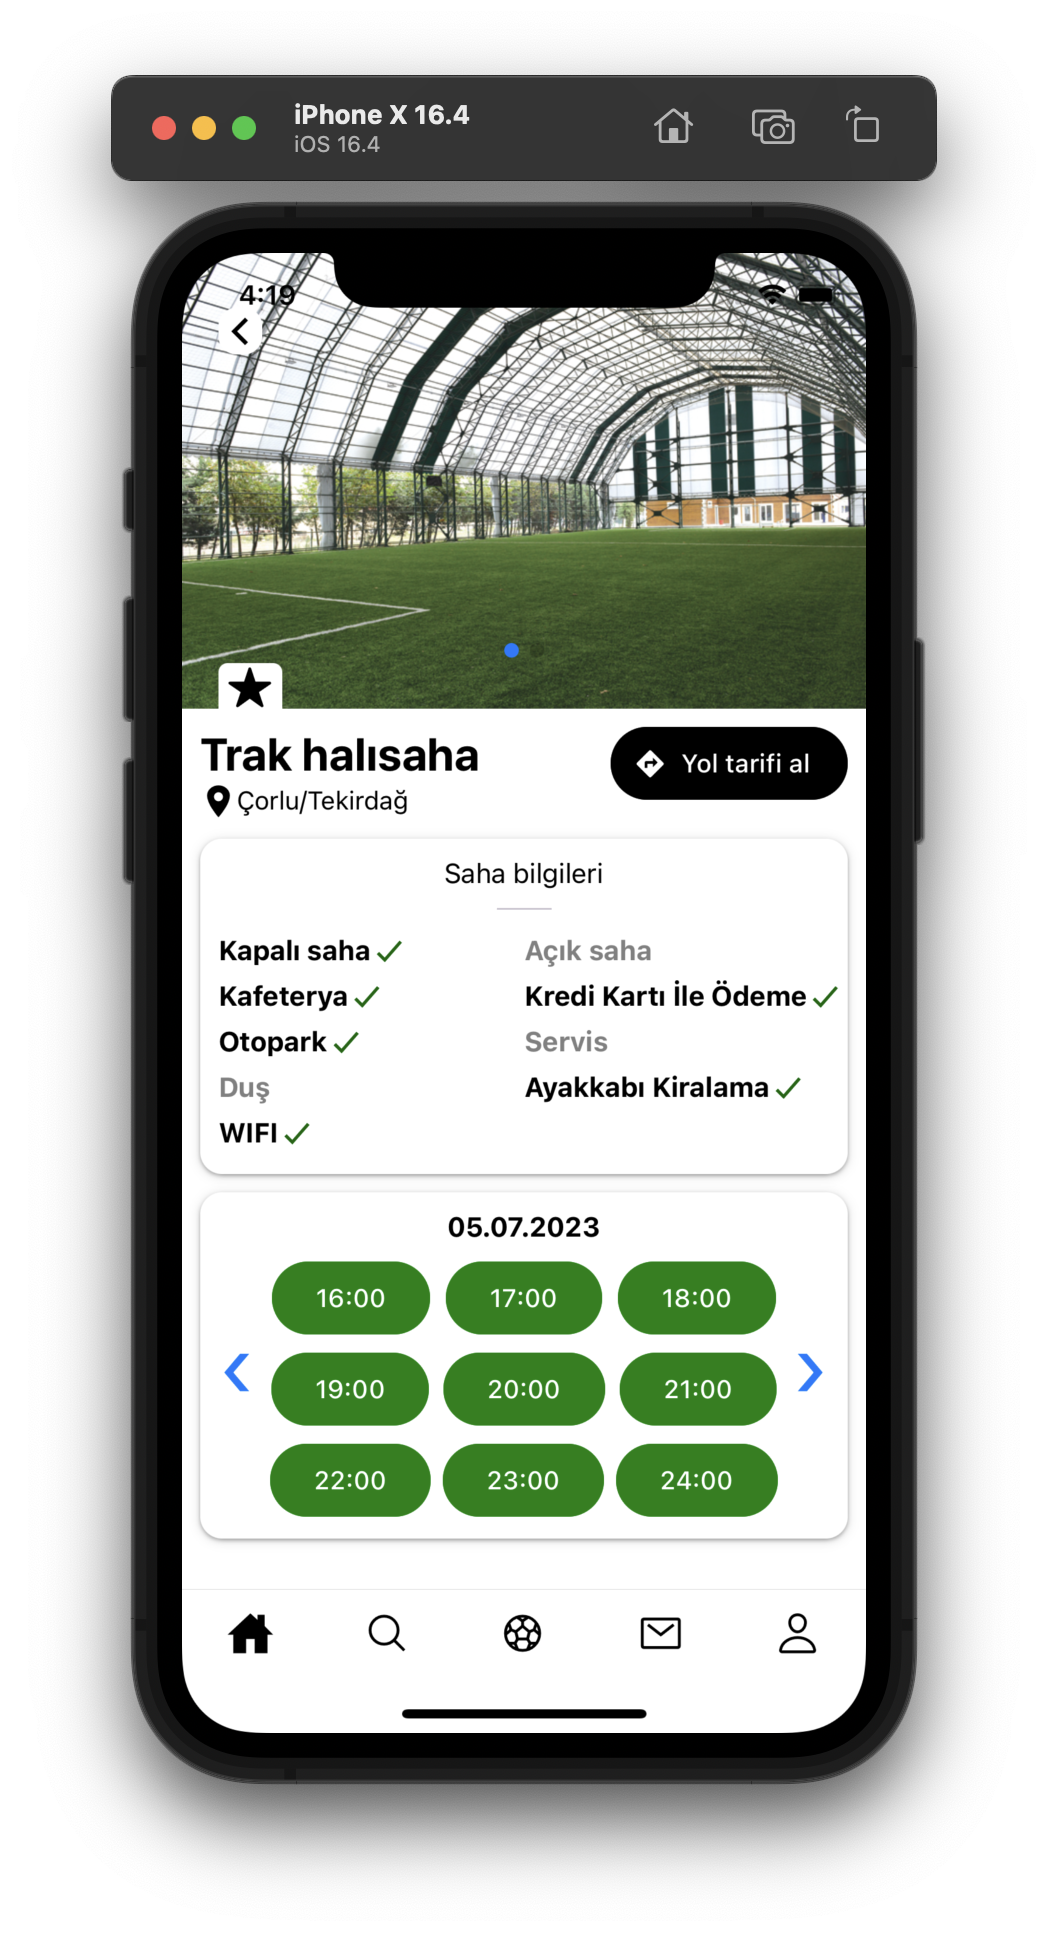 iPhone X 16.4
iOS 16.4
4:19
Trak halısaha
Yol tarifi al
Çorlu/Tekirdağ
Saha bilgileri
Kapalı saha
Açık saha
Kafeterya
Kredi Kartı İle Ödeme
Otopark
Servis
Duş
Ayakkabı Kiralama
WIFI
05.07.2023
16:00 17:00 18:00
19:00 20:00 21:00
22:00 23:00 24:00